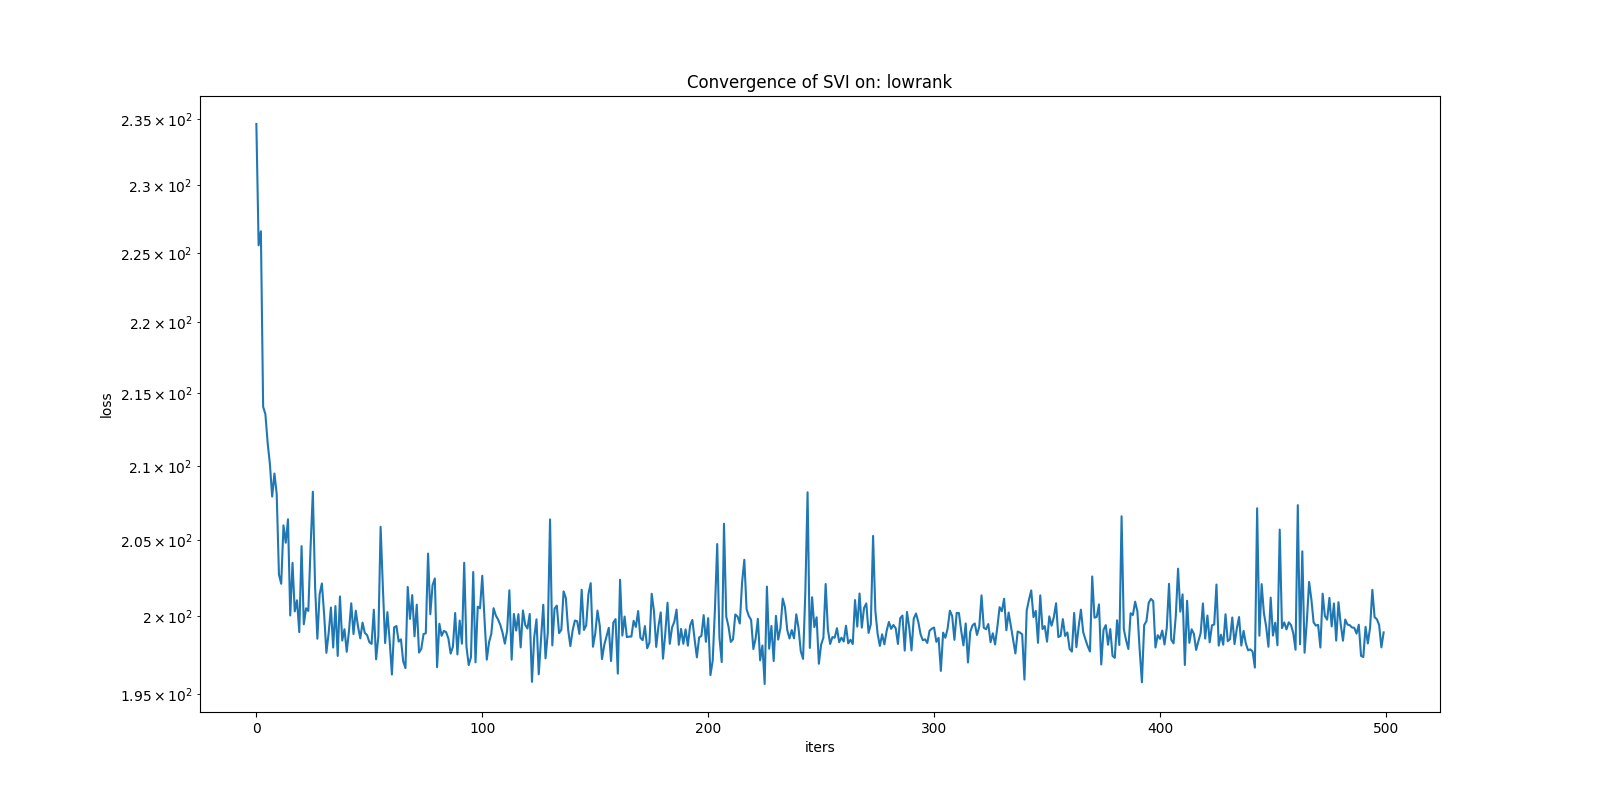 Convergence of SVI on: lowrank
2.35 × 10²
2.3 × 10²
2.25 × 10²
2.2 × 10²
2.15 × 10²
2.1 × 10²
2.05 × 10²
2 × 10²
1.95 × 10²
loss
0 100 200 300 400 500
iters